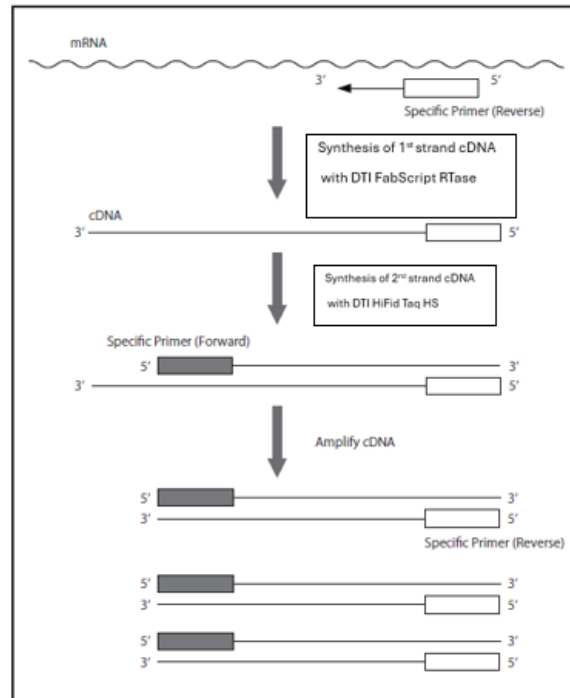 mRNA
3’ 5’
Specific Primer (Reverse)
Synthesis of 1st strand cDNA
with DTI FabScript RTase
cDNA
3’ 5’
Synthesis of 2nd strand cDNA
with DTI HiFid Taq HS
Specific Primer (Forward)
5’ 3’
3’ 5’
Amplify cDNA
5’ 3’
3’ 5’
Specific Primer (Reverse)
5’ 3’
3’ 5’
5’ 3’
3’ 5’